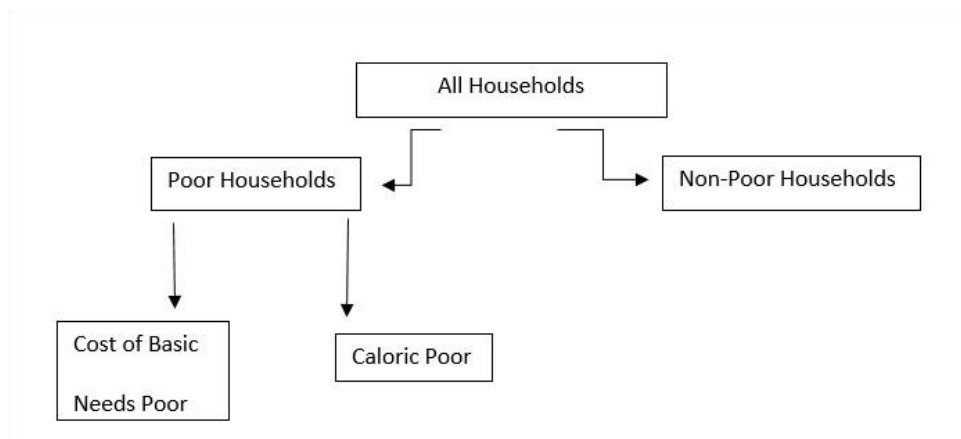 All Households
Poor Households
Non-Poor Households
Cost of Basic
Needs Poor
Caloric Poor